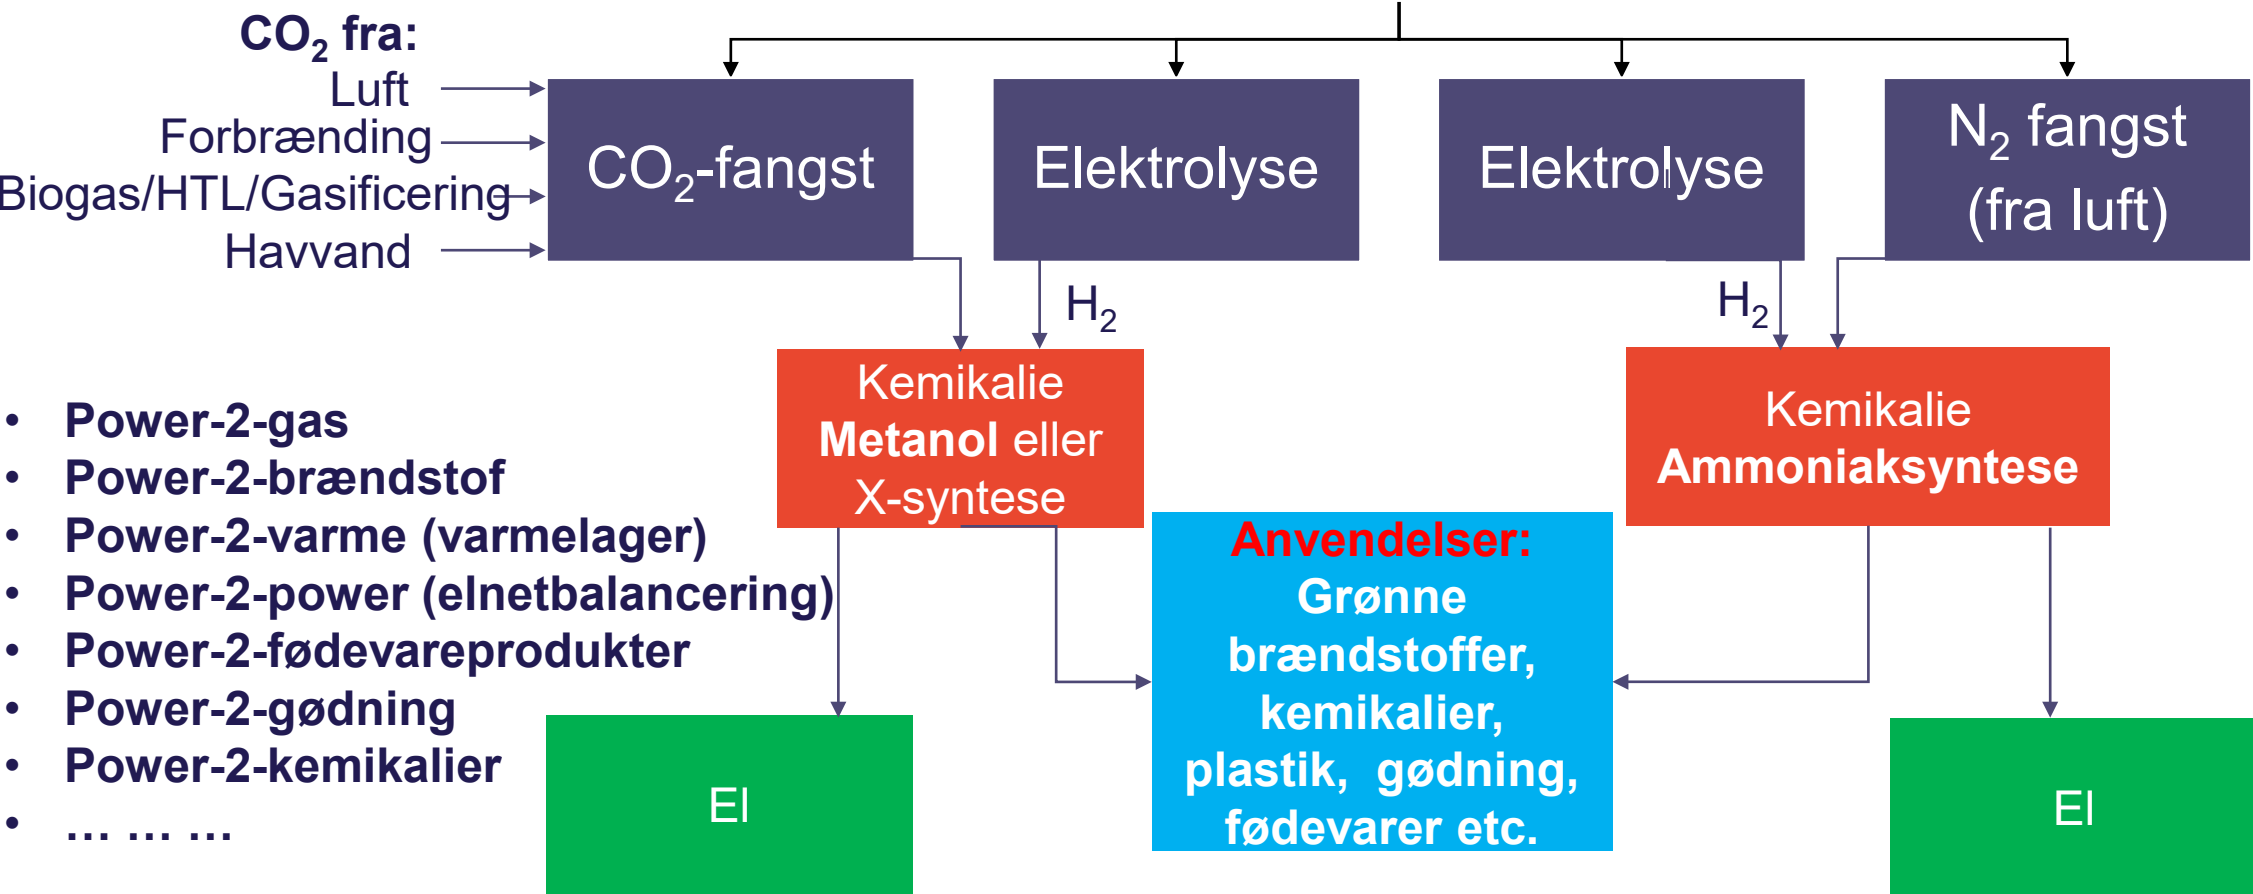 CO₂ fra:
Luft
Forbrænding
Biogas/HTL/Gasificering
Havvand
CO₂-fangst
Elektrolyse
Elektrolyse
N₂ fangst
(fra luft)
H₂
H₂
Kemikalie
Metanol eller
X-syntese
Kemikalie
Ammoniaksyntese
• Power-2-gas
• Power-2-brændstof
• Power-2-varme (varmelager)
• Power-2-power (elnetbalancering)
• Power-2-fødevareprodukter
• Power-2-gødning
• Power-2-kemikalier
• … … …
Anvendelser:
Grønne
brændstoffer,
kemikalier,
plastik, gødning,
fødevarer etc.
El
El